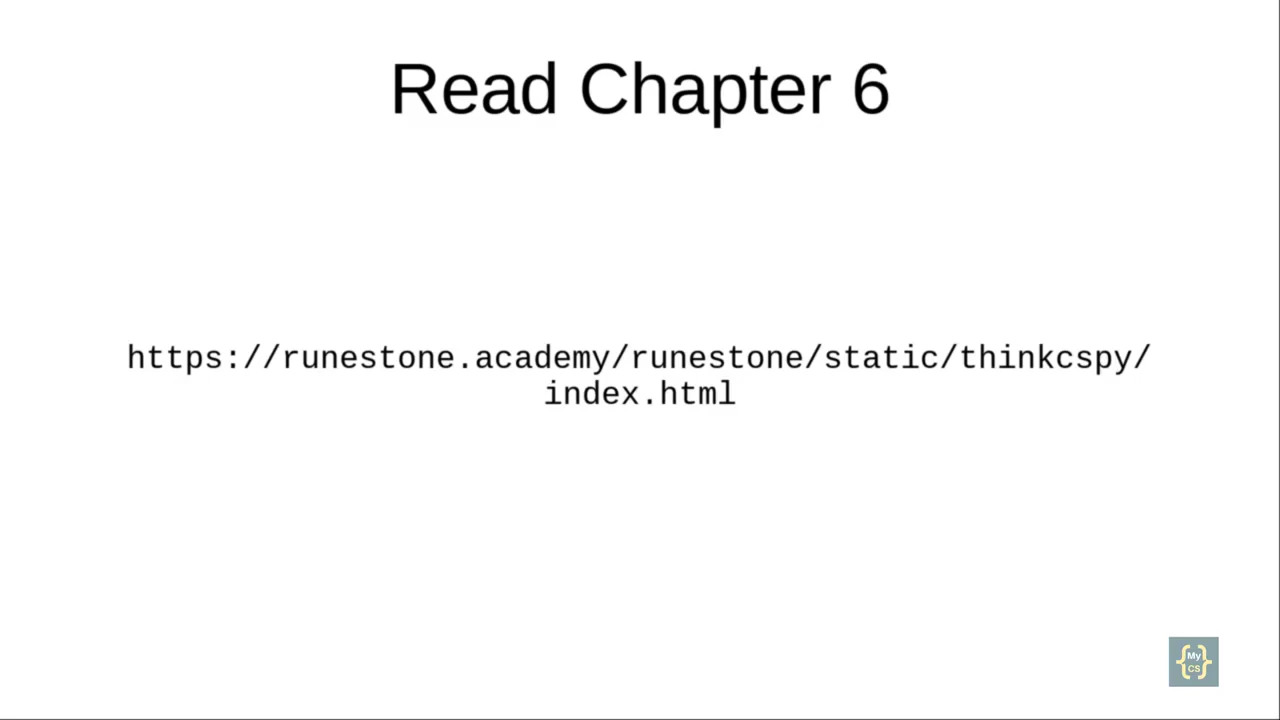 Read Chapter 6
https://runestone.academy/runestone/static/thinkcspy/
index.html
{My
CS}